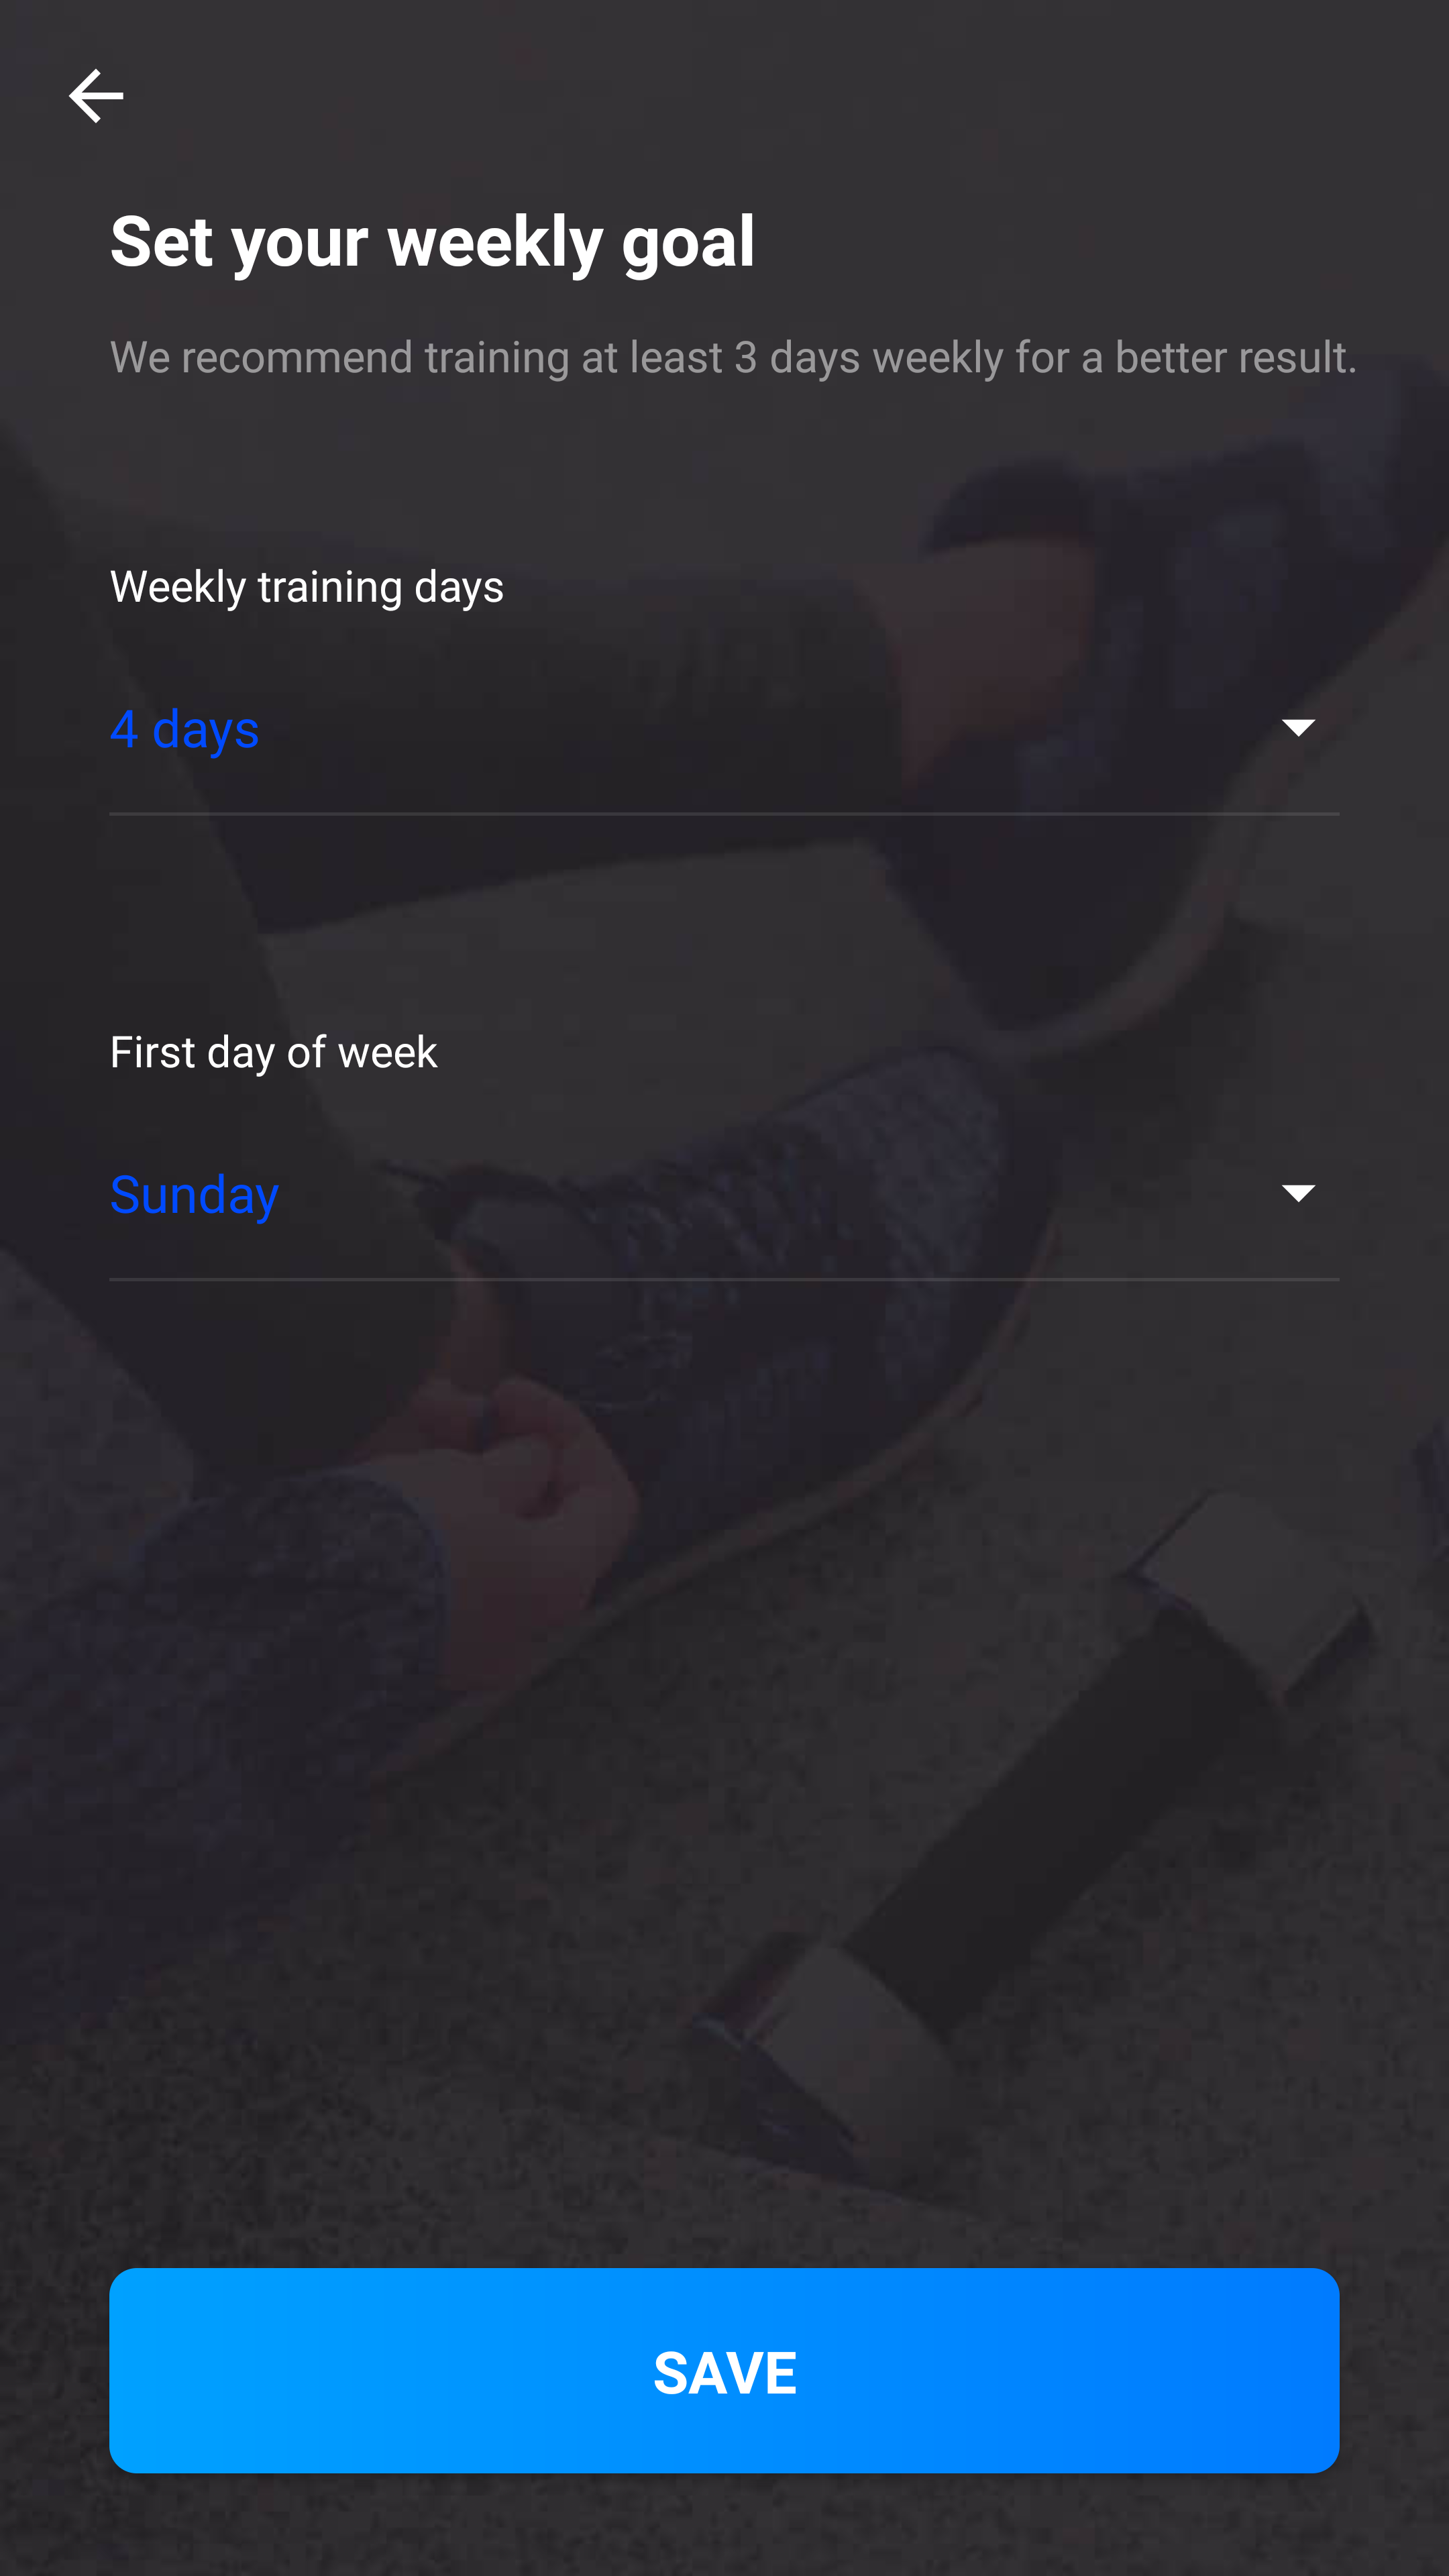 Set your weekly goal
We recommend training at least 3 days weekly for a better result.
Weekly training days
4 days
First day of week
Sunday
SAVE